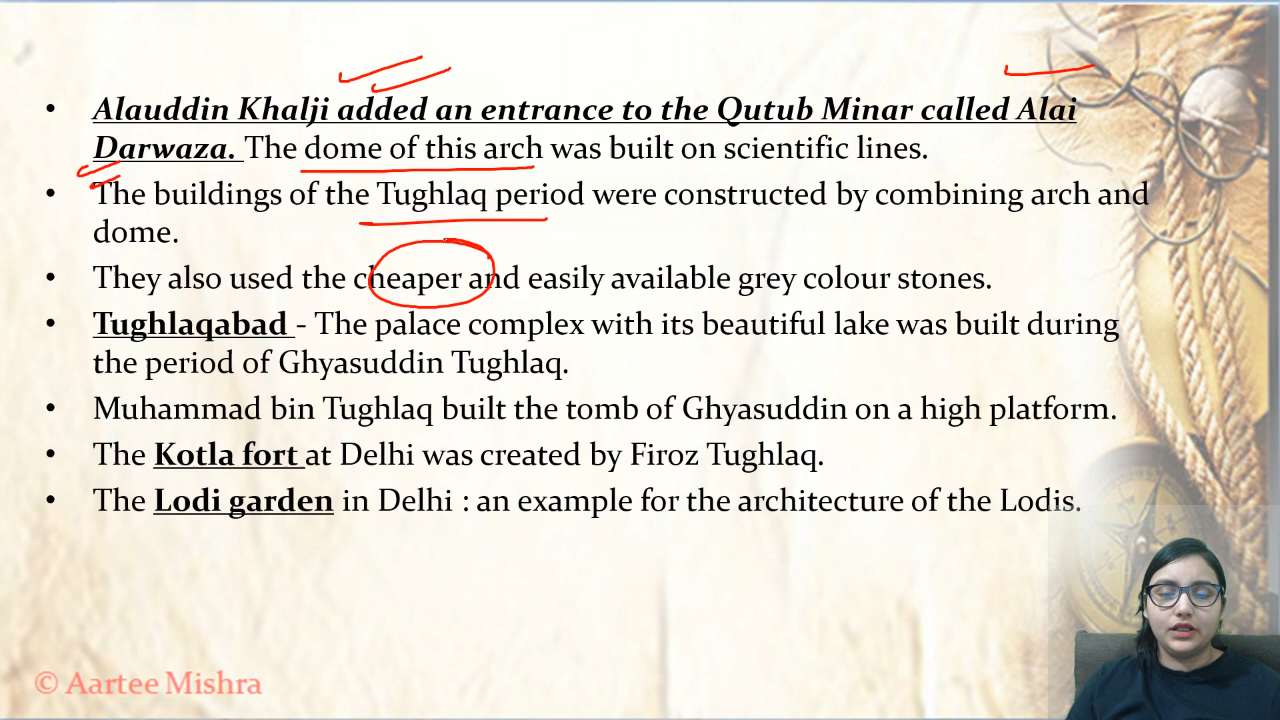 • Alauddin Khalji added an entrance to the Qutub Minar called Alai
Darwaza. The dome of this arch was built on scientific lines.
• The buildings of the Tughlaq period were constructed by combining arch and
dome.
• They also used the cheaper and easily available grey colour stones.
• Tughlaqabad - The palace complex with its beautiful lake was built during
the period of Ghyasuddin Tughlaq.
• Muhammad bin Tughlaq built the tomb of Ghyasuddin on a high platform.
• The Kotla fort at Delhi was created by Firoz Tughlaq.
• The Lodi garden in Delhi : an example for the architecture of the Lodis.
© Aartee Mishra